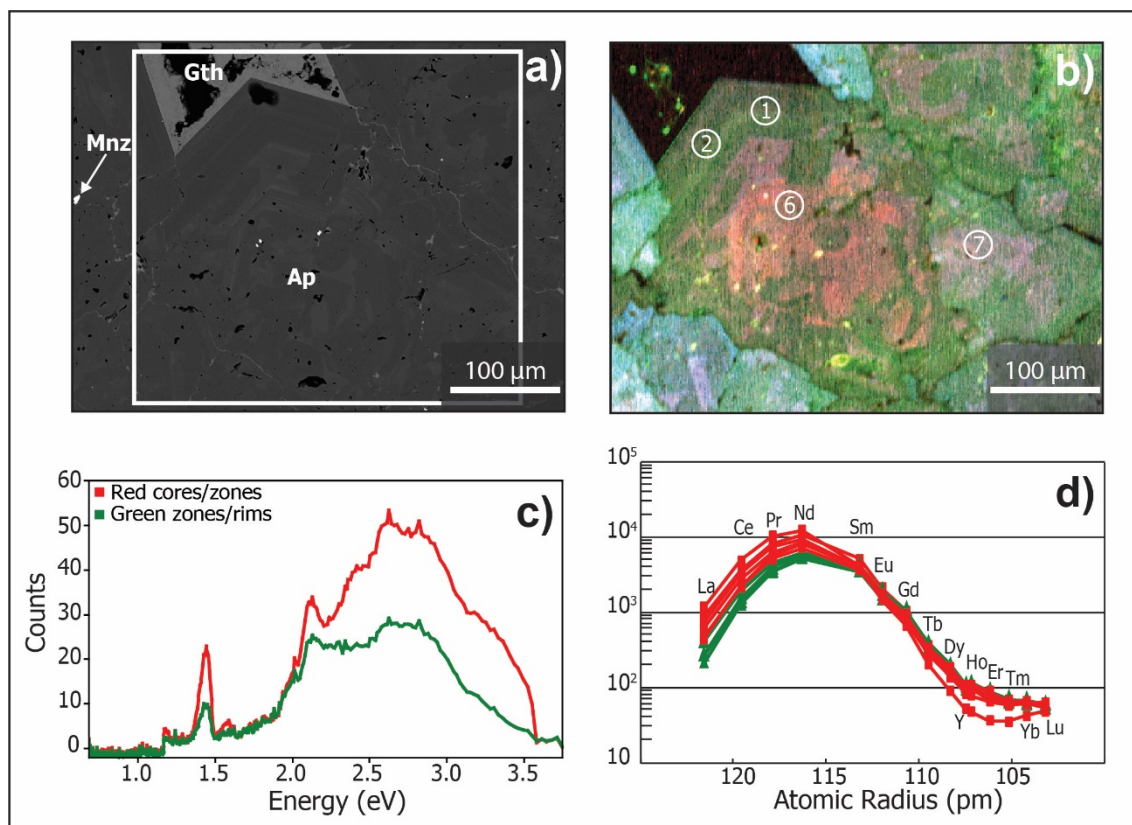 a)
Gth
Mnz
Ap
100 µm
b)
1
2
6
7
100 µm
c)
Red cores/zones
Green zones/rims
Counts
60
50
40
30
20
10
0
1.0
1.5
2.0
2.5
3.0
3.5
Energy (eV)
d)
10⁵
10⁴
10³
10²
10
La
Ce
Pr
Nd
Sm
Eu
Gd
Tb
Dy
Ho
Er
Tm
Y
Yb
Lu
120
115
110
105
Atomic Radius (pm)